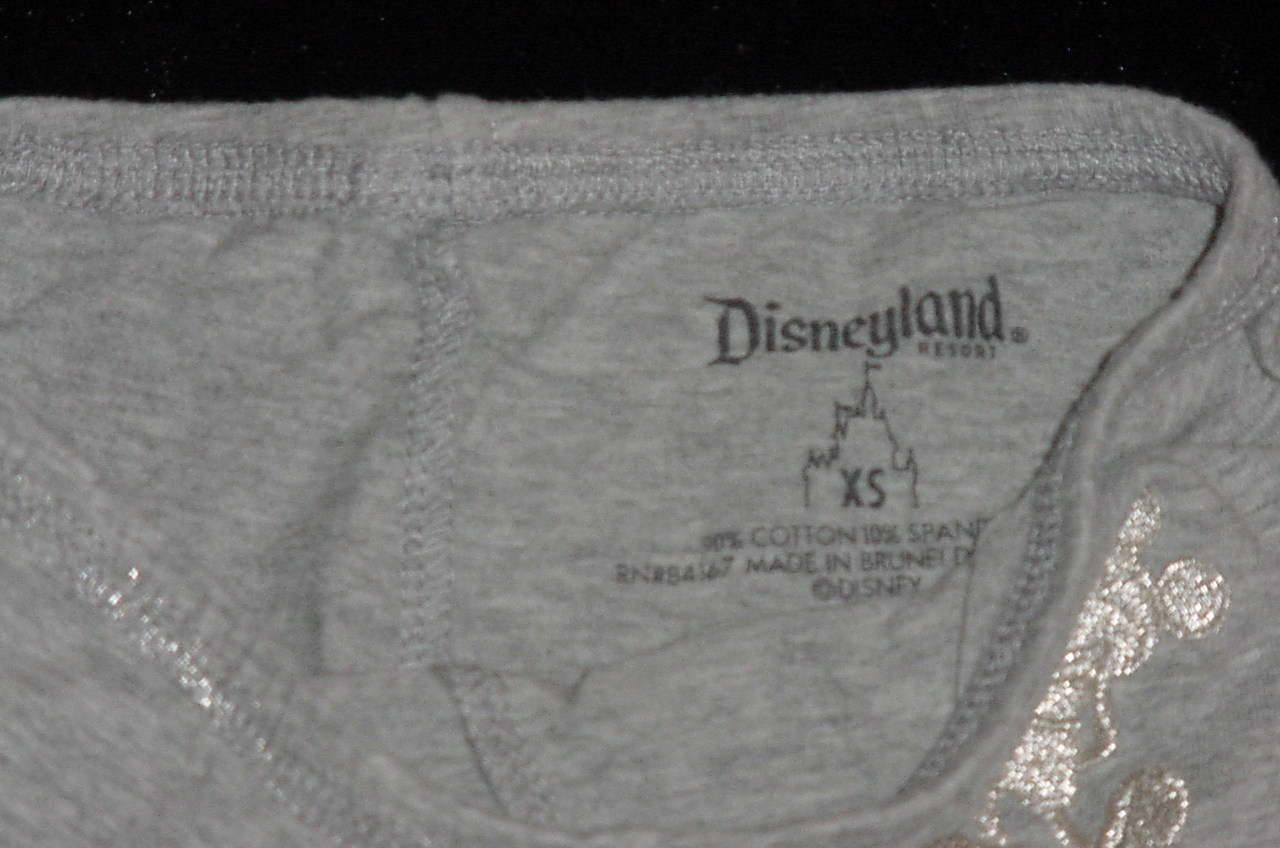 Disneyland®
RESORT
XS
90% COTTON 10% SPAN
RN#84167 MADE IN BRUNEI D
©DISNEY